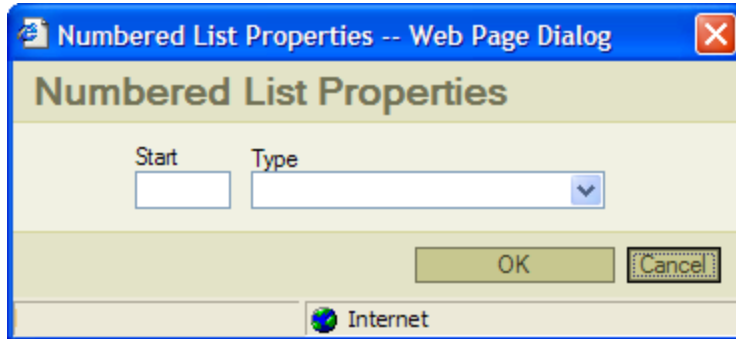 Numbered List Properties -- Web Page Dialog
Numbered List Properties
Start Type
OK Cancel
Internet